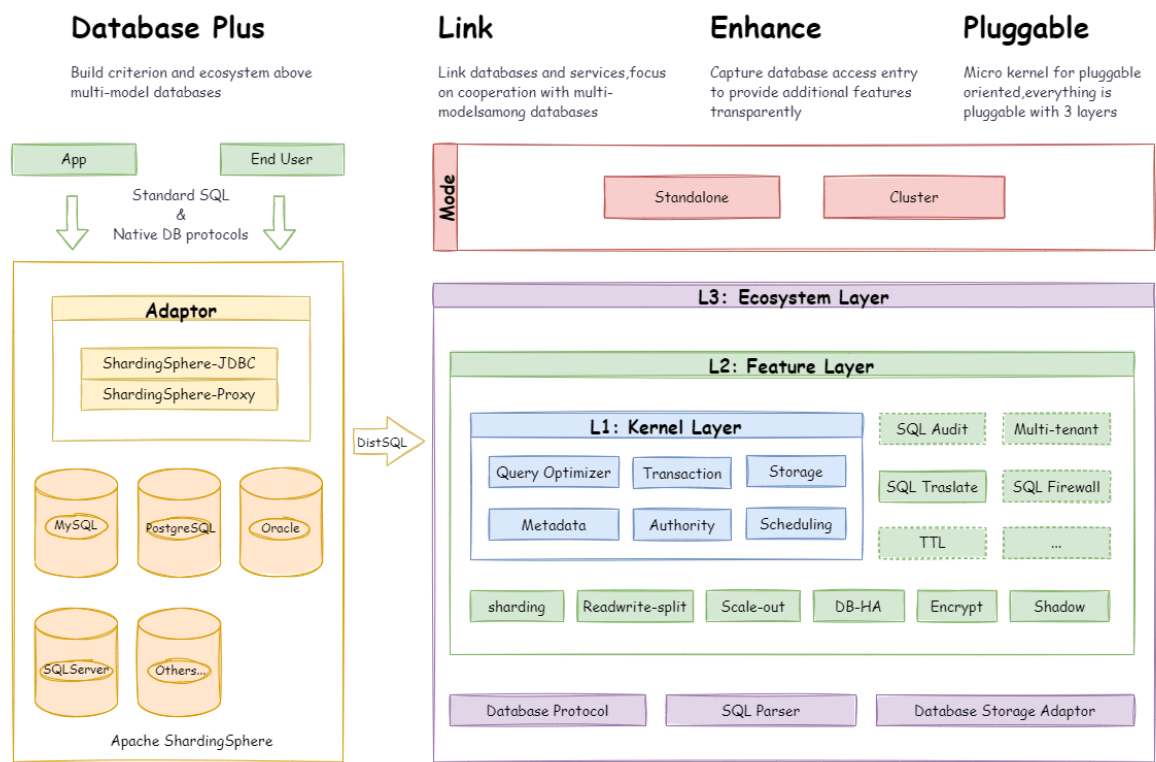 Database Plus
Build criterion and ecosystem above
multi-model databases
Link
Link databases and services,focus
on cooperation with multi-
modelsamong databases
Enhance
Capture database access entry
to provide additional features
transparently
Pluggable
Micro kernel for pluggable
oriented,everything is
pluggable with 3 layers
App
End User
Standard SQL
&
Native DB protocols
Adaptor
ShardingSphere-JDBC
ShardingSphere-Proxy
MySQL
PostgreSQL
Oracle
SQLServer
Others...
Apache ShardingSphere
DistSQL
Mode
Standalone
Cluster
L3: Ecosystem Layer
L2: Feature Layer
L1: Kernel Layer
Query Optimizer
Transaction
Storage
Metadata
Authority
Scheduling
SQL Audit
Multi-tenant
SQL Traslate
SQL Firewall
TTL
...
sharding
Readwrite-split
Scale-out
DB-HA
Encrypt
Shadow
Database Protocol
SQL Parser
Database Storage Adaptor